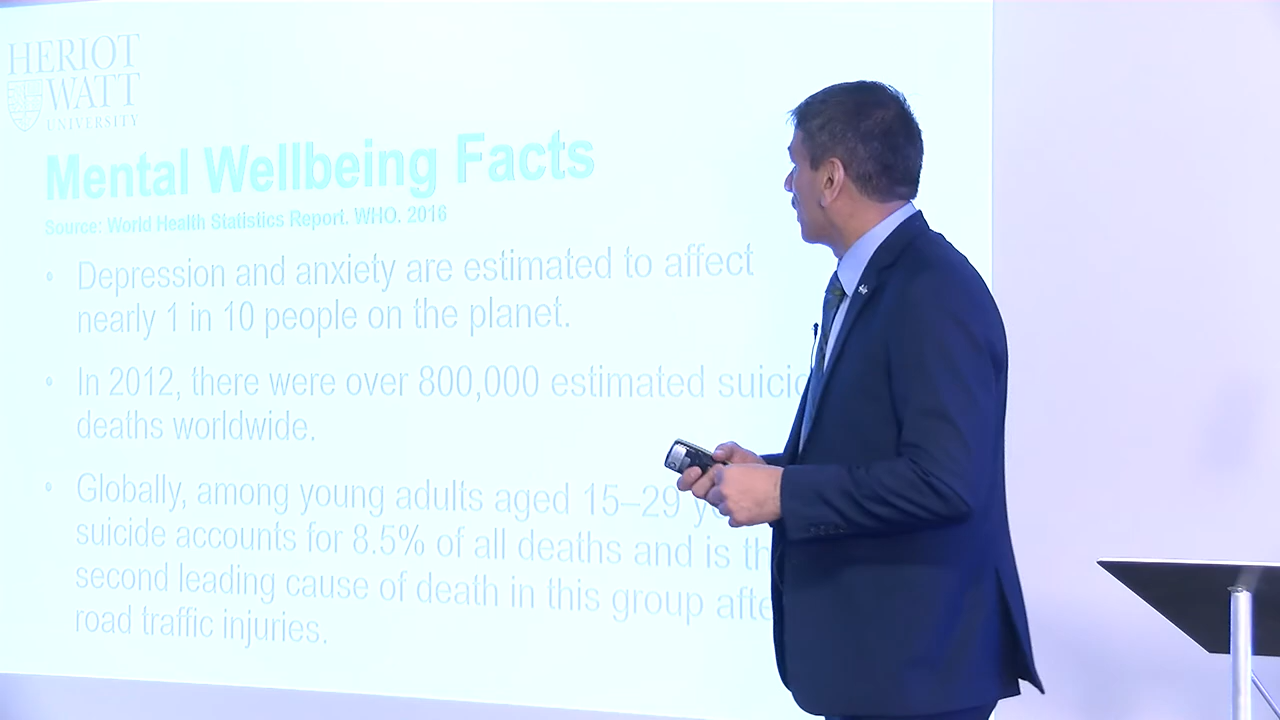 HERIOT
WATT
UNIVERSITY
Mental Wellbeing Facts
Source: World Health Statistics Report. WHO. 2016
• Depression and anxiety are estimated to affect
nearly 1 in 10 people on the planet.
• In 2012, there were over 800,000 estimated
deaths worldwide.
• Globally, among young adults aged 15–29
suicide accounts for 8.5% of all deaths and is
second leading cause of death in this group
road traffic injuries.